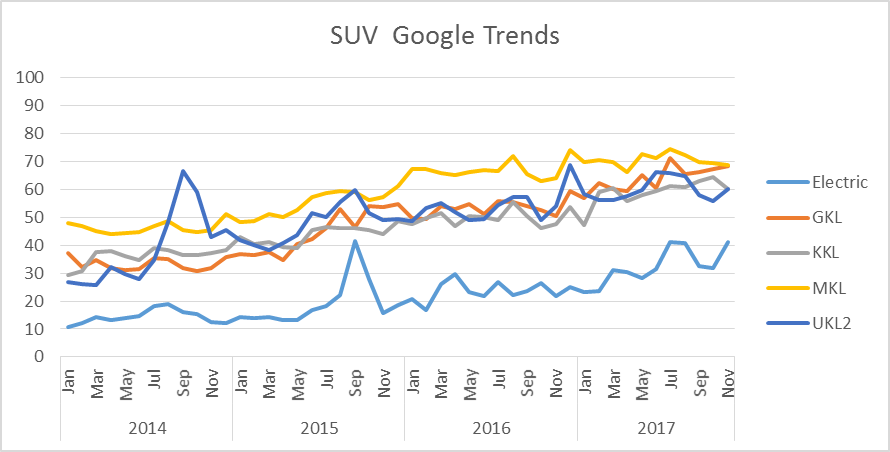 SUV  Google Trends
100
90
80
70
60
50
40
30
20
10
0
Jan Mar May Jul Sep Nov Jan Mar May Jul Sep Nov Jan Mar May Jul Sep Nov Jan Mar May Jul Sep Nov
2014 2015 2016 2017
Electric
GKL
KKL
MKL
UKL2